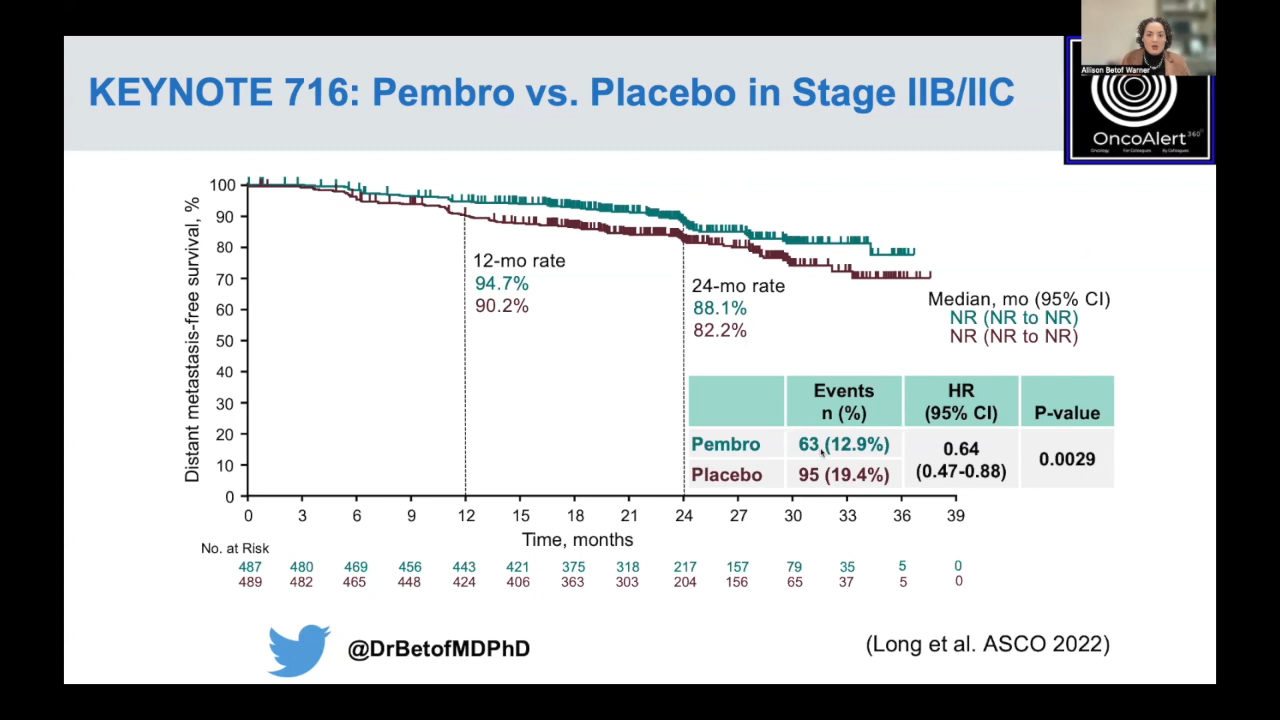 Allison Betof Warner
KEYNOTE 716: Pembro vs. Placebo in Stage IIB/IIC
OncoAlert 360°
Oncology For Colleagues By Colleagues
Distant metastasis-free survival, %
100
90
80
70
60
50
40
30
20
10
0
12-mo rate
94.7%
90.2%
24-mo rate
88.1%
82.2%
Median, mo (95% CI)
NR (NR to NR)
NR (NR to NR)
Events n (%) HR (95% CI) P-value
Pembro 63 (12.9%) 0.64 (0.47-0.88) 0.0029
Placebo 95 (19.4%)
0 3 6 9 12 15 18 21 24 27 30 33 36 39
Time, months
No. at Risk
487 480 469 456 443 421 375 318 217 157 79 35 5 0
489 482 465 448 424 406 363 303 204 156 65 37 5 0
@DrBetofMDPhD
(Long et al. ASCO 2022)